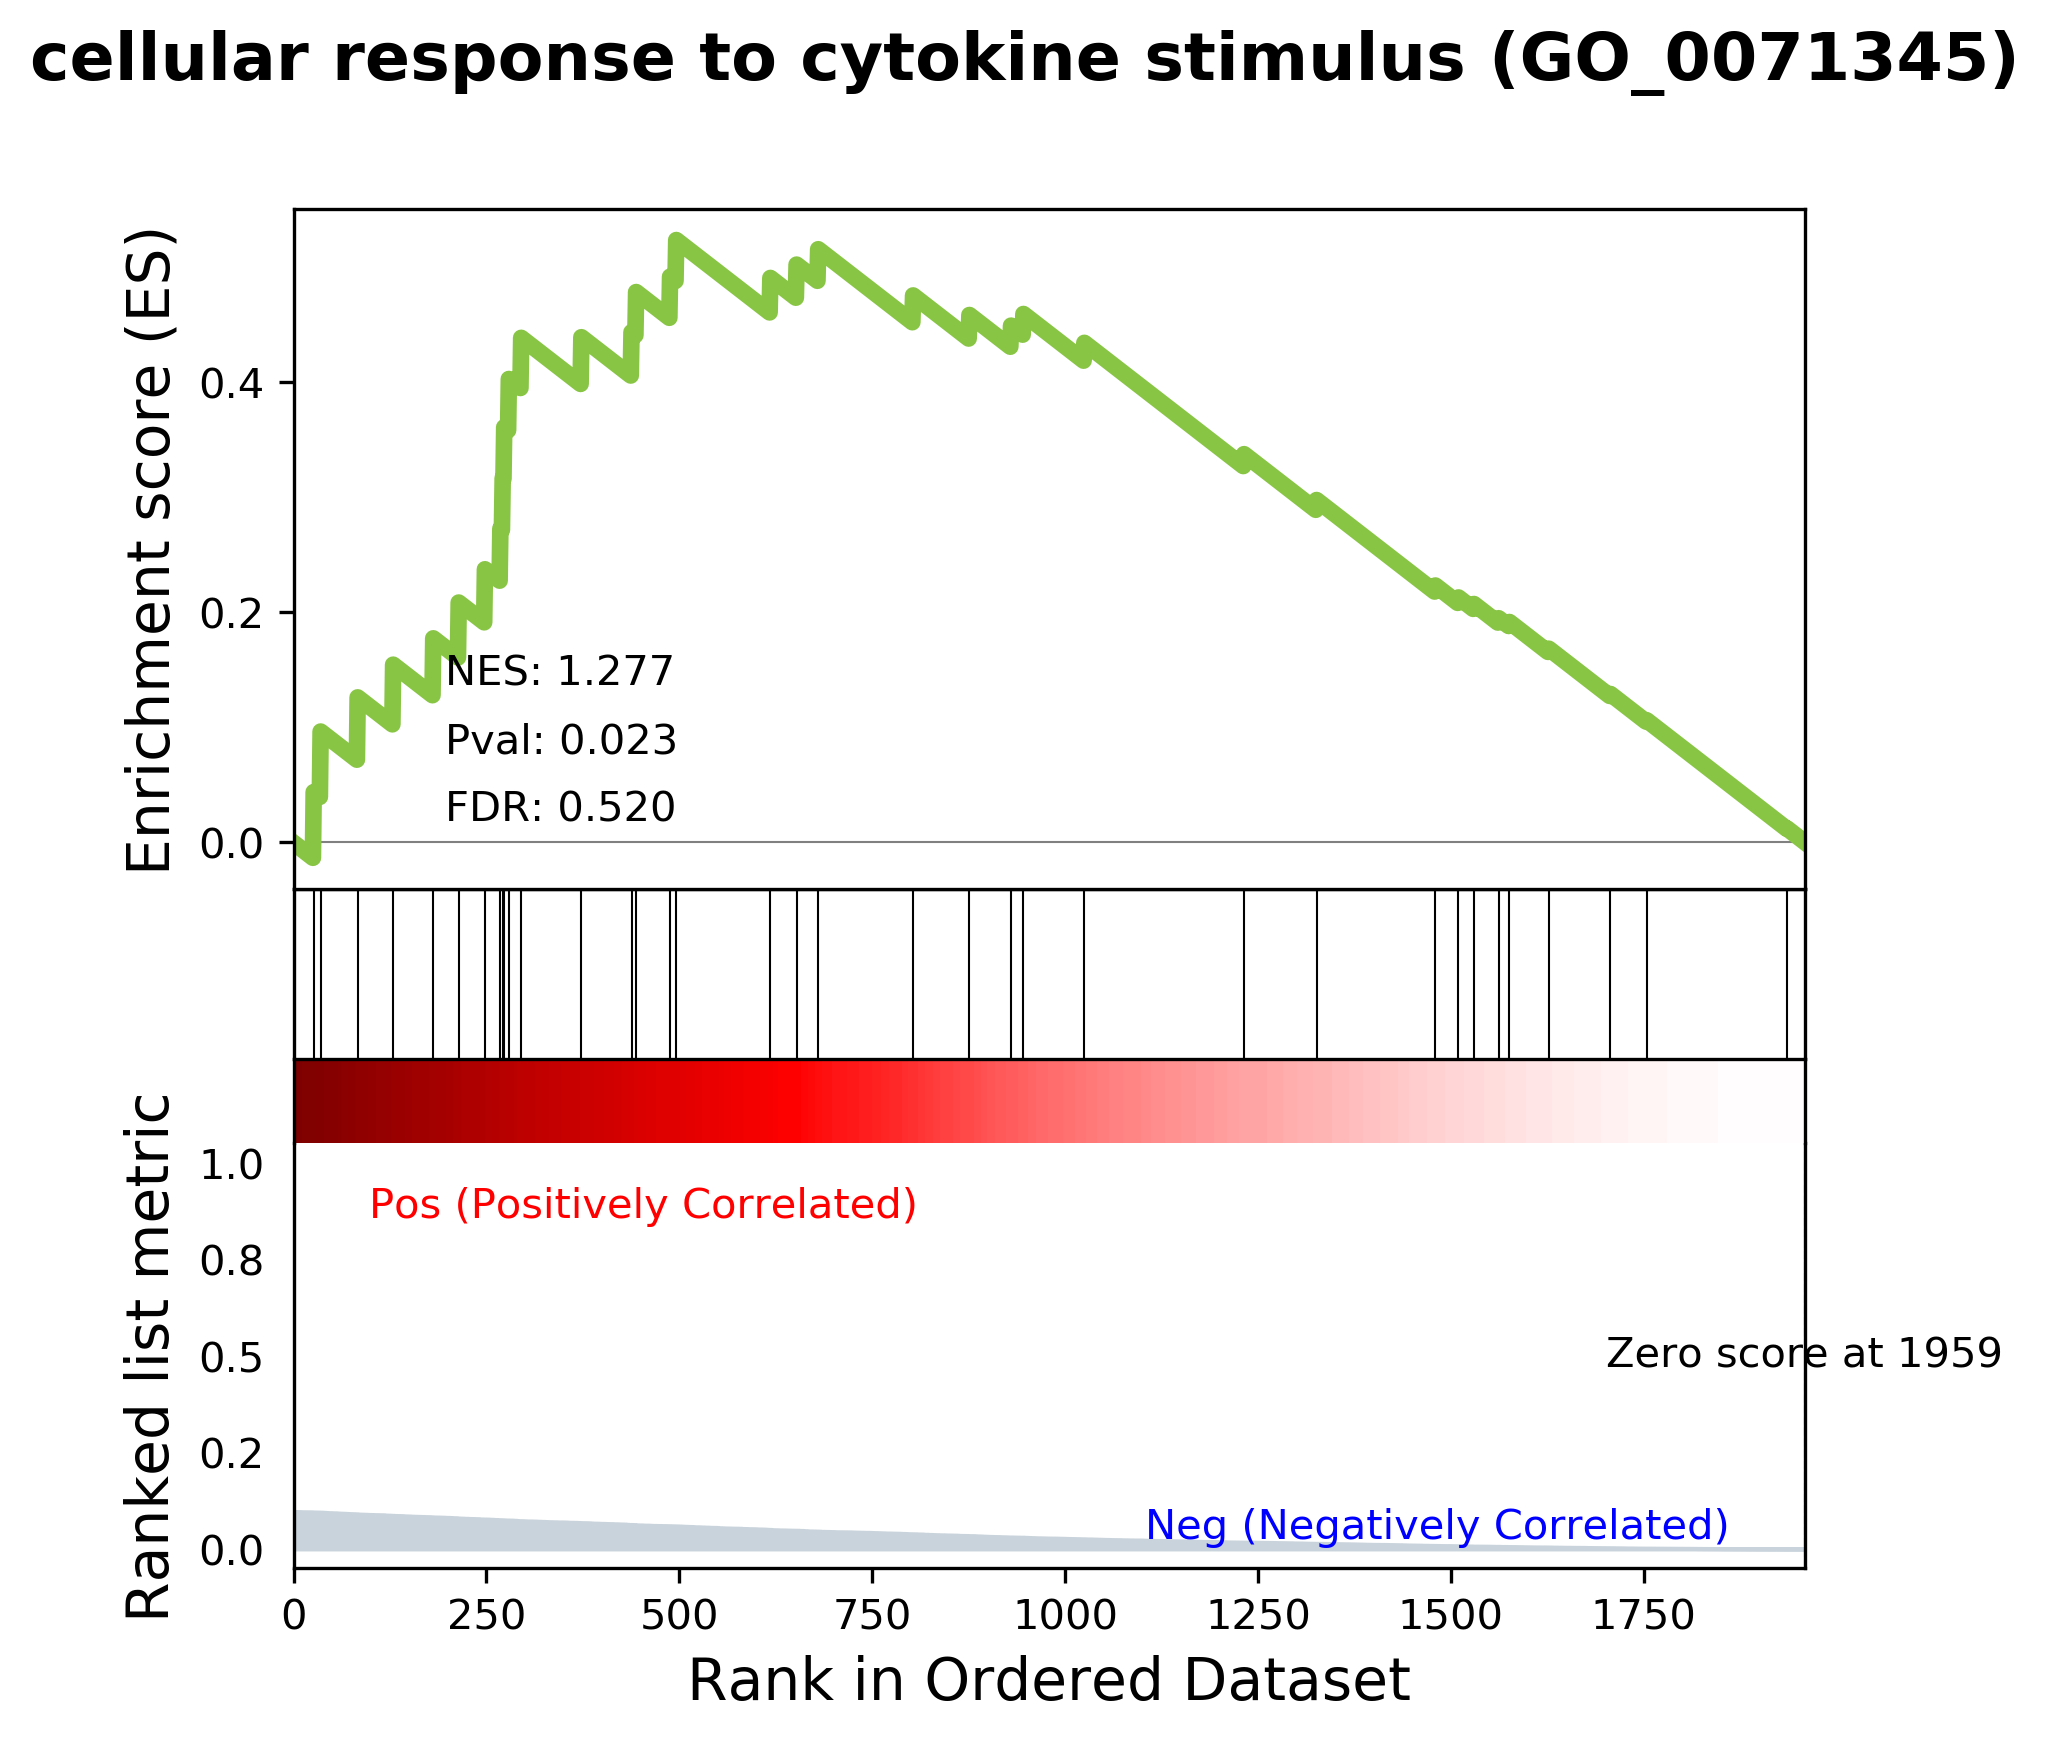 cellular response to cytokine stimulus (GO_0071345)
Enrichment score (ES)
0.4
0.2
0.0
NES: 1.277
Pval: 0.023
FDR: 0.520
Ranked list metric
1.0
0.8
0.5
0.2
0.0
Pos (Positively Correlated)
Zero score at 1959
Neg (Negatively Correlated)
0 250 500 750 1000 1250 1500 1750
Rank in Ordered Dataset